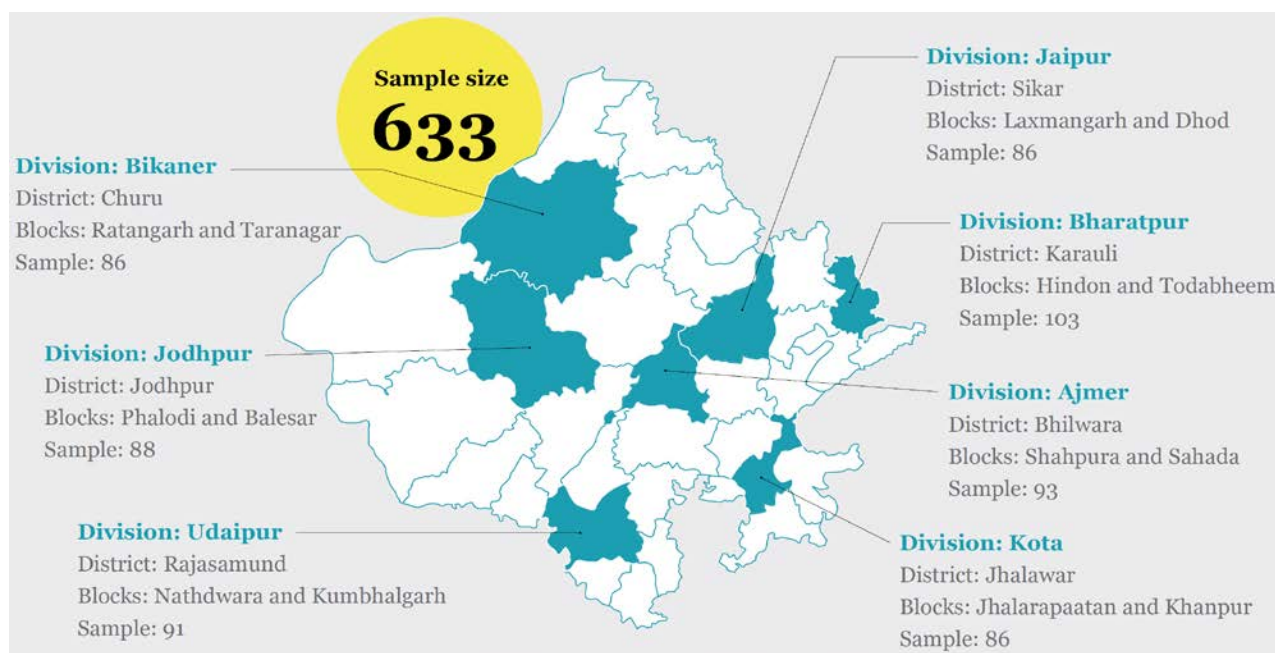 Sample size
633
Division: Bikaner
District: Churu
Blocks: Ratangarh and Taranagar
Sample: 86
Division: Jodhpur
District: Jodhpur
Blocks: Phalodi and Balesar
Sample: 88
Division: Udaipur
District: Rajasamund
Blocks: Nathdwara and Kumbhalgarh
Sample: 91
Division: Jaipur
District: Sikar
Blocks: Laxmangarh and Dhod
Sample: 86
Division: Bharatpur
District: Karauli
Blocks: Hindon and Todabheem
Sample: 103
Division: Ajmer
District: Bhilwara
Blocks: Shahpura and Sahada
Sample: 93
Division: Kota
District: Jhalawar
Blocks: Jhalarapaatan and Khanpur
Sample: 86